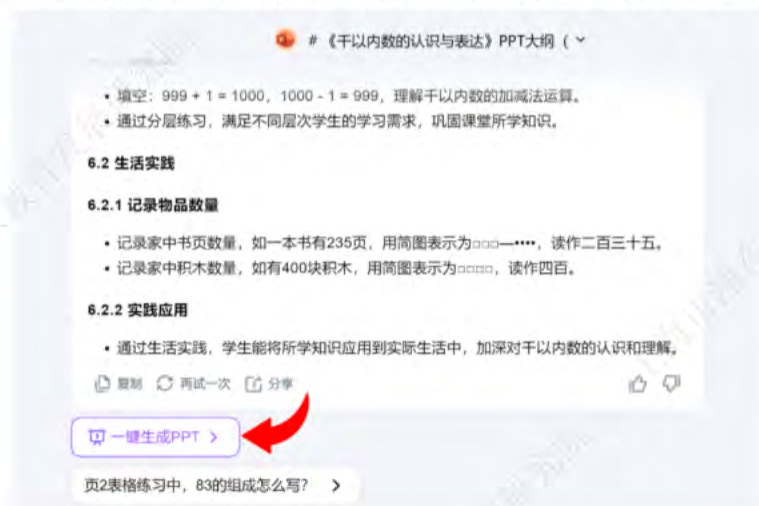 # 《千以内数的认识与表达》PPT大纲（
• 填空：999 + 1 = 1000，1000 - 1 = 999，理解千以内数的加减法运算。
• 通过分层练习，满足不同层次学生的学习需求，巩固课堂所学知识。
6.2 生活实践
6.2.1 记录物品数量
• 记录家中书页数量，如一本书有235页，用简图表示为□□□—••••，读作二百三十五。
• 记录家中积木数量，如有400块积木，用简图表示为□□□□，读作四百。
6.2.2 实践应用
• 通过生活实践，学生能将所学知识应用到实际生活中，加深对千以内数的认识和理解。
复制 再试一次 分享
一键生成PPT >
页2表格练习中，83的组成怎么写？ >